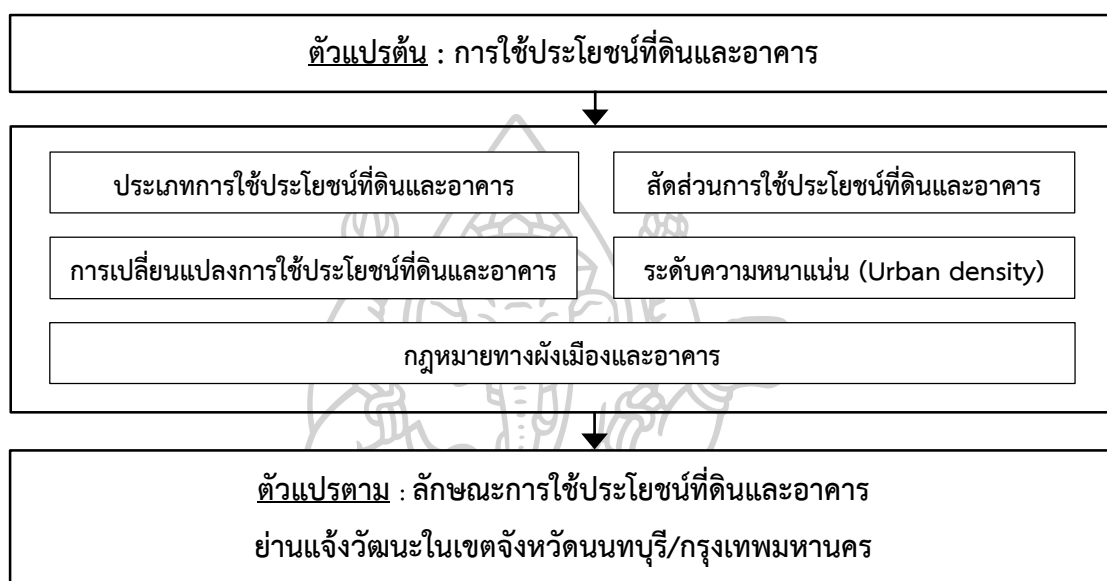 ตัวแปรต้น : การใช้ประโยชน์ที่ดินและอาคาร
ประเภทการใช้ประโยชน์ที่ดินและอาคาร
สัดส่วนการใช้ประโยชน์ที่ดินและอาคาร
การเปลี่ยนแปลงการใช้ประโยชน์ที่ดินและอาคาร
ระดับความหนาแน่น (Urban density)
กฎหมายทางผังเมืองและอาคาร
ตัวแปรตาม : ลักษณะการใช้ประโยชน์ที่ดินและอาคาร
ย่านแจ้งวัฒนะในเขตจังหวัดนนทบุรี/กรุงเทพมหานคร